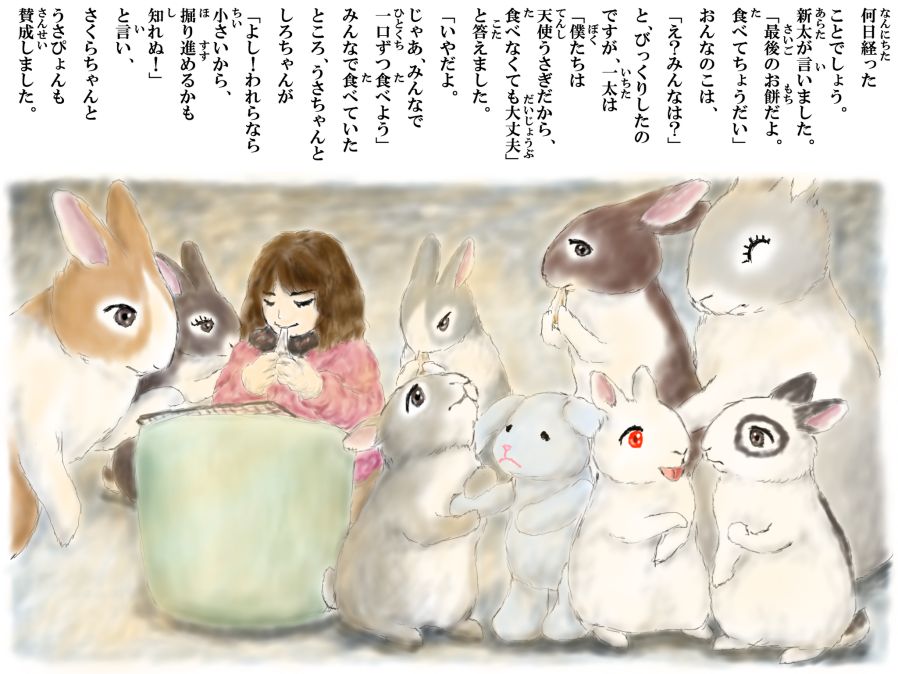 何日経った
ことでしょう。
新太が言いました。
「最後のお餅だよ。
食べてちょうだい」
おんなのこは、
「え?みんなは?」
と、びっくりしたの
ですが、一太は
「僕たちは
天使うさぎだから、
食べなくても大丈夫」
と答えました。
「いやだよ。
じゃあ、みんなで
一口ずつ食べよう」
みんなで食べていた
ところ、うさちゃんと
しろちゃんが
「よし!われらなら
小さいから、
掘り進めるかも
知れぬ!」
と言い、
さくらちゃんと
うさぴょんも
賛成しました。